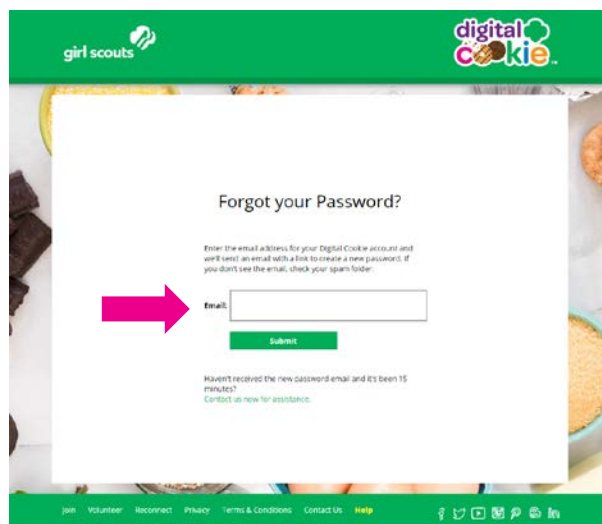 girl scouts
digital
cookie
Forgot your Password?
Enter the email address for your Digital Cookie account and
we'll send an email with a link to create a new password. If
you don't see the email, check your spam folder.
Email:
Submit
Haven't received the new password email and it's been 15
minutes?
Contact us now for assistance.
Join Volunteer Reconnect Privacy Terms & Conditions Contact Us Help